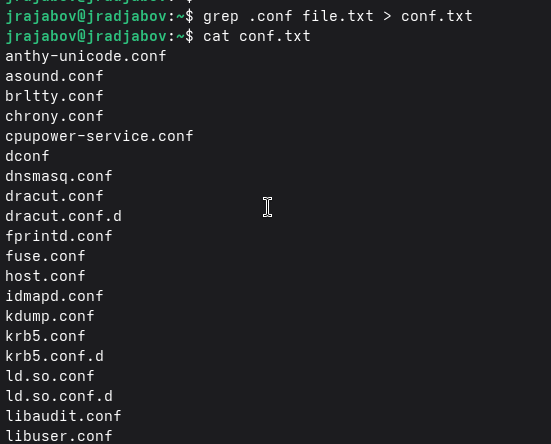 jrajabov@jradjabov:~$ grep .conf file.txt > conf.txt
jrajabov@jradjabov:~$ cat conf.txt
anthy-unicode.conf
asound.conf
brltty.conf
chrony.conf
cpupower-service.conf
dconf
dnsmasq.conf
dracut.conf
dracut.conf.d
fprintd.conf
fuse.conf
host.conf
idmapd.conf
kdump.conf
krb5.conf
krb5.conf.d
ld.so.conf
ld.so.conf.d
libaudit.conf
libuser.conf